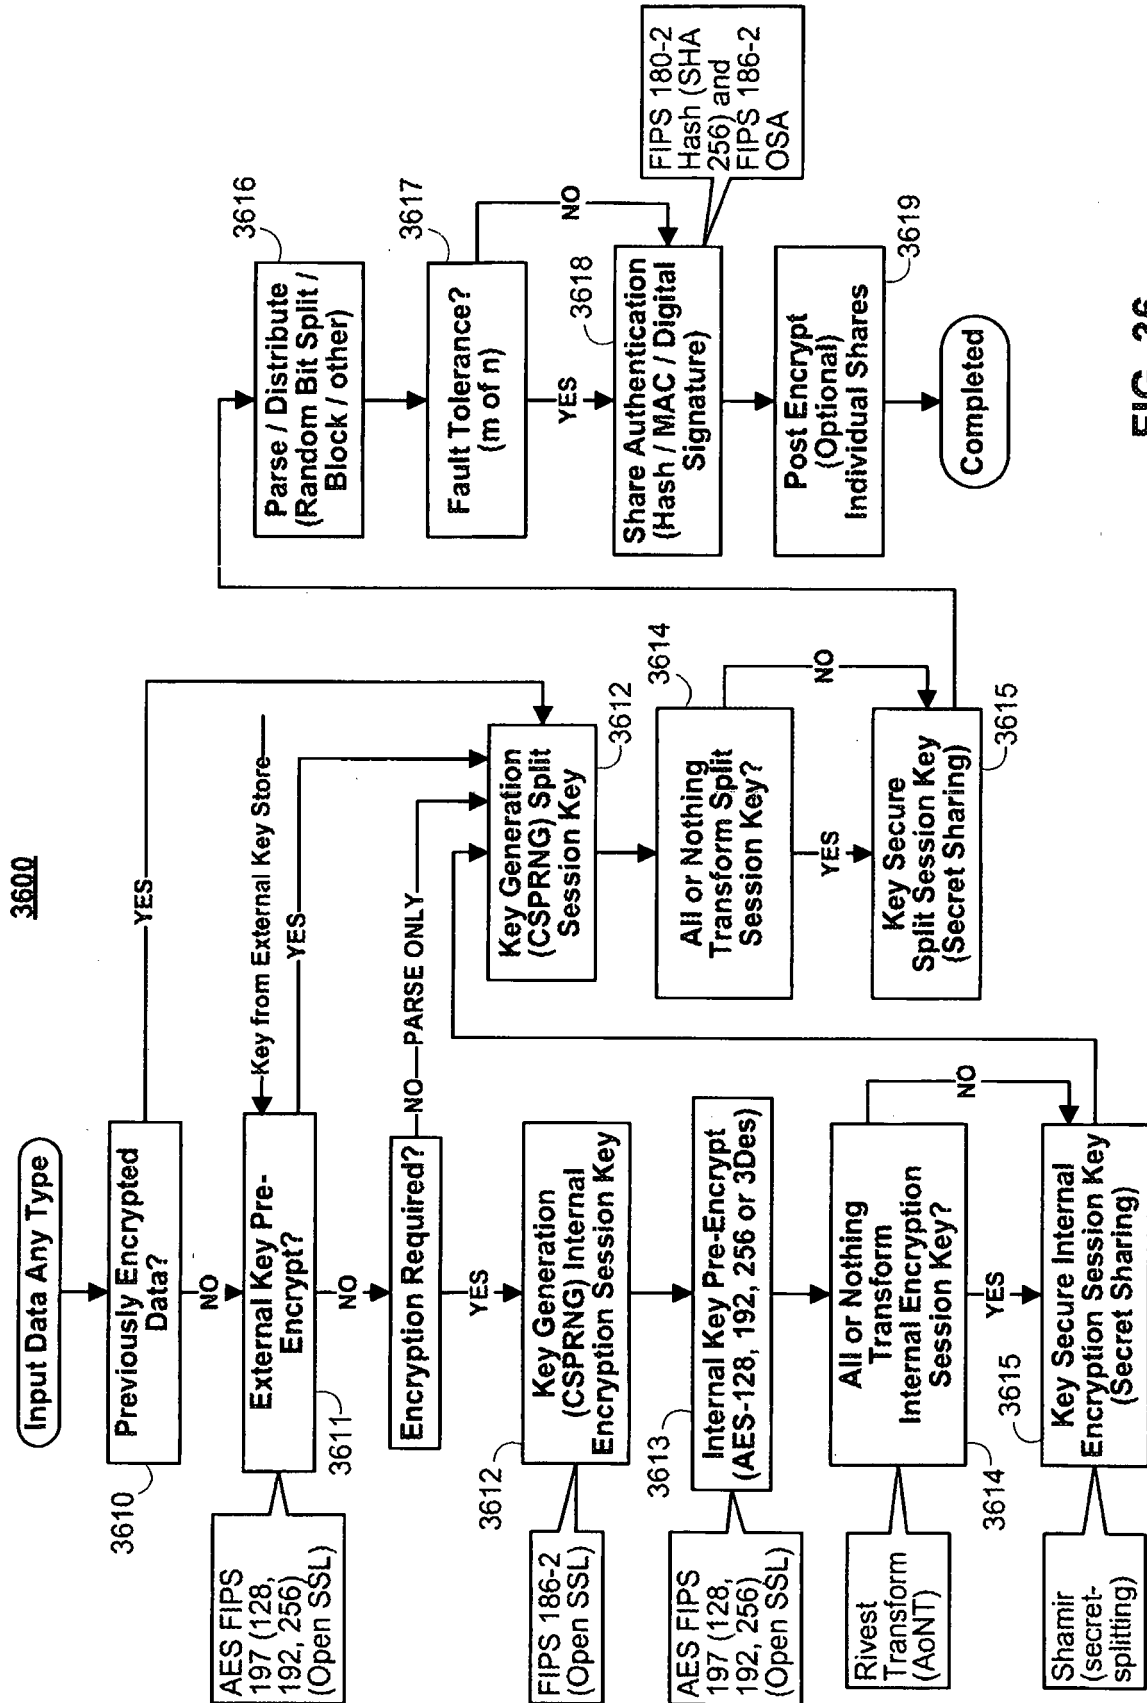 3600
Input Data Any Type
Previously Encrypted
Data?
3610
YES
NO
Key from External Key Store
External Key Pre-
Encrypt?
3611
AES FIPS
197 (128,
192, 256)
(Open SSL)
YES
NO
Encryption Required?
NO
PARSE ONLY
YES
Key Generation
(CSPRNG) Internal
Encryption Session Key
3612
FIPS 186-2
(Open SSL)
Internal Key Pre-Encrypt
(AES-128, 192, 256 or 3Des)
3613
AES FIPS
197 (128,
192, 256)
(Open SSL)
All or Nothing
Transform
Internal Encryption
Session Key?
3614
Rivest
Transform
(AoNT)
NO
YES
Key Secure Internal
Encryption Session Key
(Secret Sharing)
3615
Shamir
(secret-
splitting)
Key Generation
(CSPRNG) Split
Session Key
3612
All or Nothing
Transform Split
Session Key?
3614
NO
YES
Key Secure
Split Session Key
(Secret Sharing)
3615
Parse / Distribute
(Random Bit Split /
Block / other)
3616
Fault Tolerance?
(m of n)
3617
NO
YES
Share Authentication
(Hash / MAC / Digital
Signature)
3618
FIPS 180-2
Hash (SHA
256) and
FIPS 186-2
OSA
Post Encrypt
(Optional)
Individual Shares
3619
Completed
FIG. 36